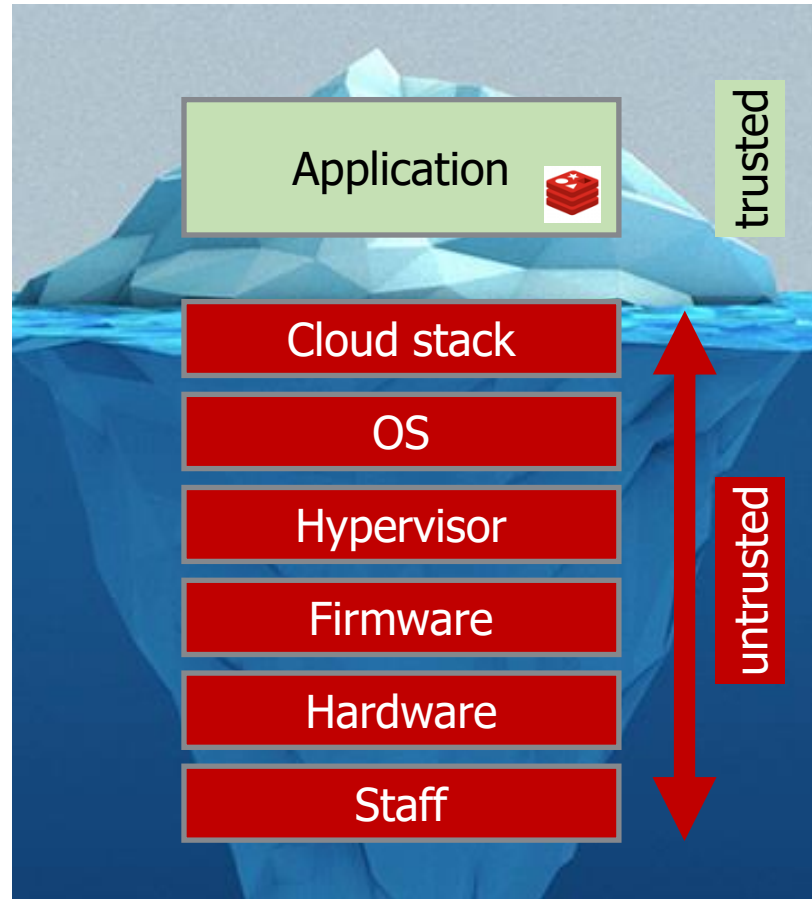 Application
trusted
Cloud stack
OS
Hypervisor
Firmware
Hardware
Staff
untrusted